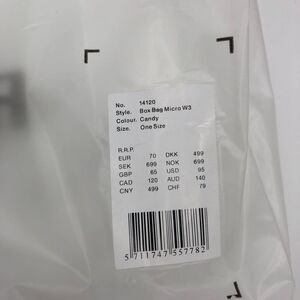 No. 14120
Style. Box Bag Micro W3
Colour. Candy
Size. One Size
R.R.P.
EUR 70 DKK 499
SEK 699 NOK 699
GBP 65 USD 95
CAD 120 AUD 140
CNY 499 CHF 79
5 711747 557782